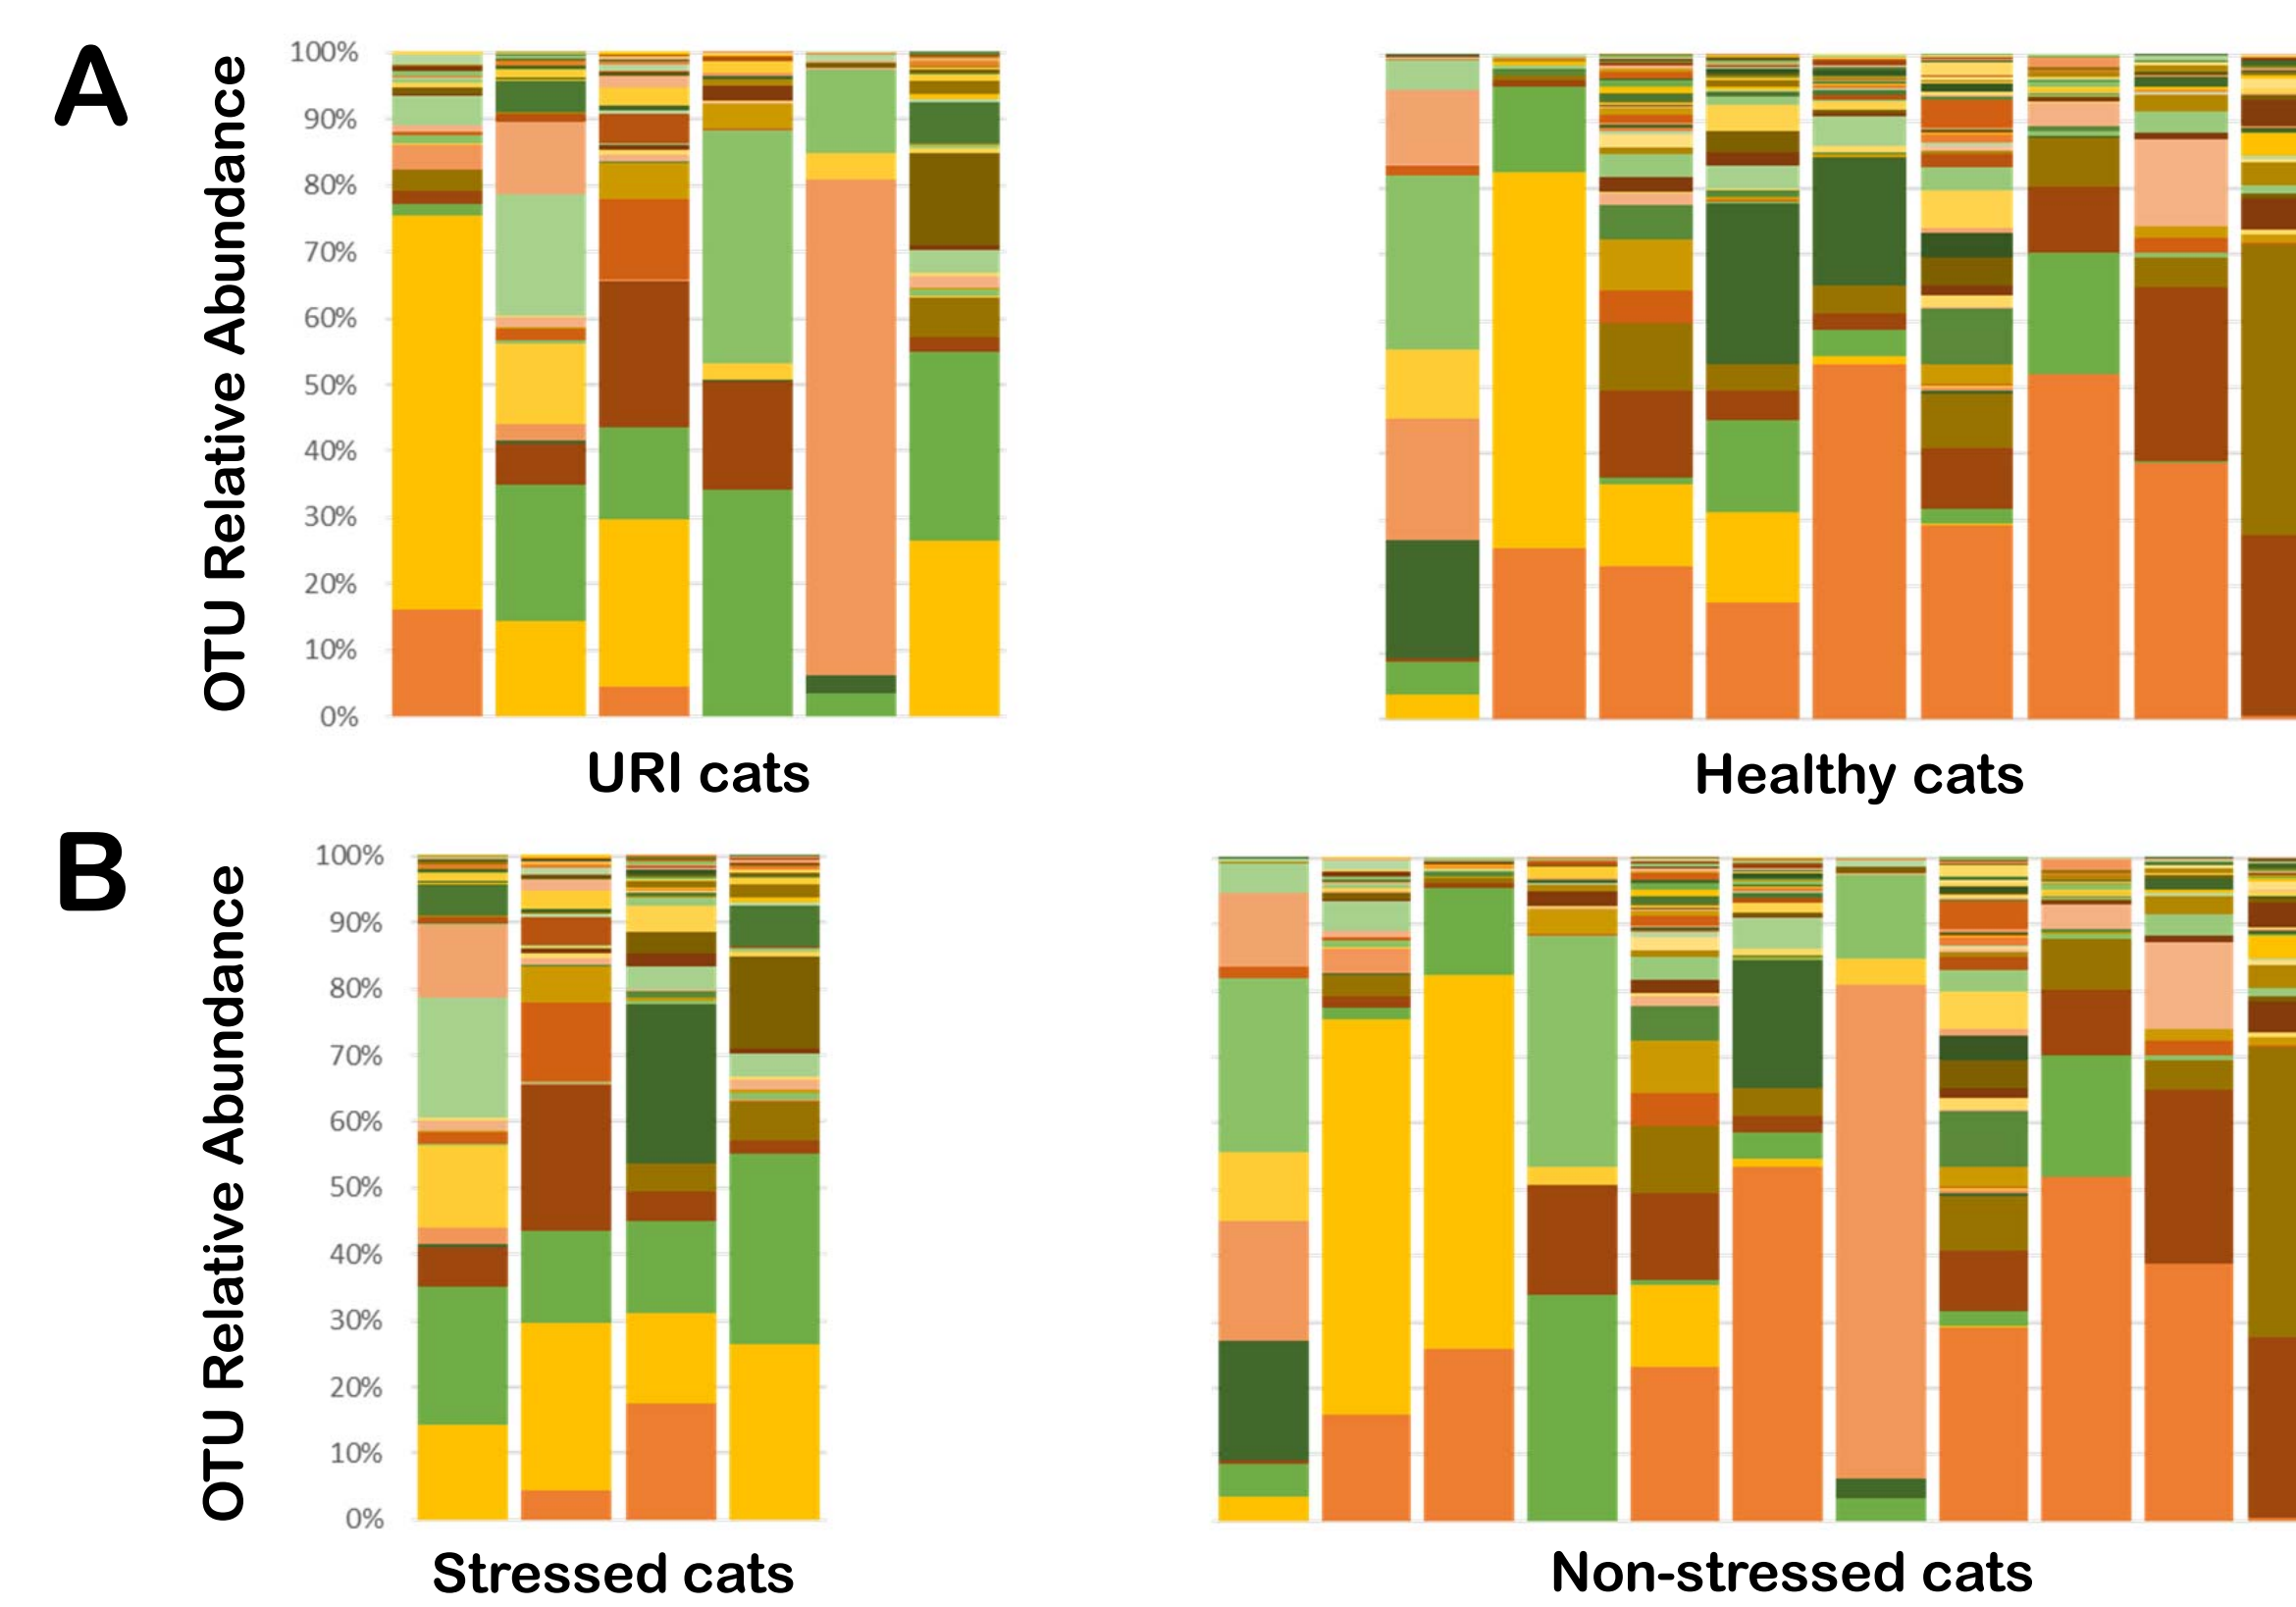 A
OTU Relative Abundance
100%
90%
80%
70%
60%
50%
40%
30%
20%
10%
0%
URI cats
Healthy cats
B
OTU Relative Abundance
100%
90%
80%
70%
60%
50%
40%
30%
20%
10%
0%
Stressed cats
Non-stressed cats